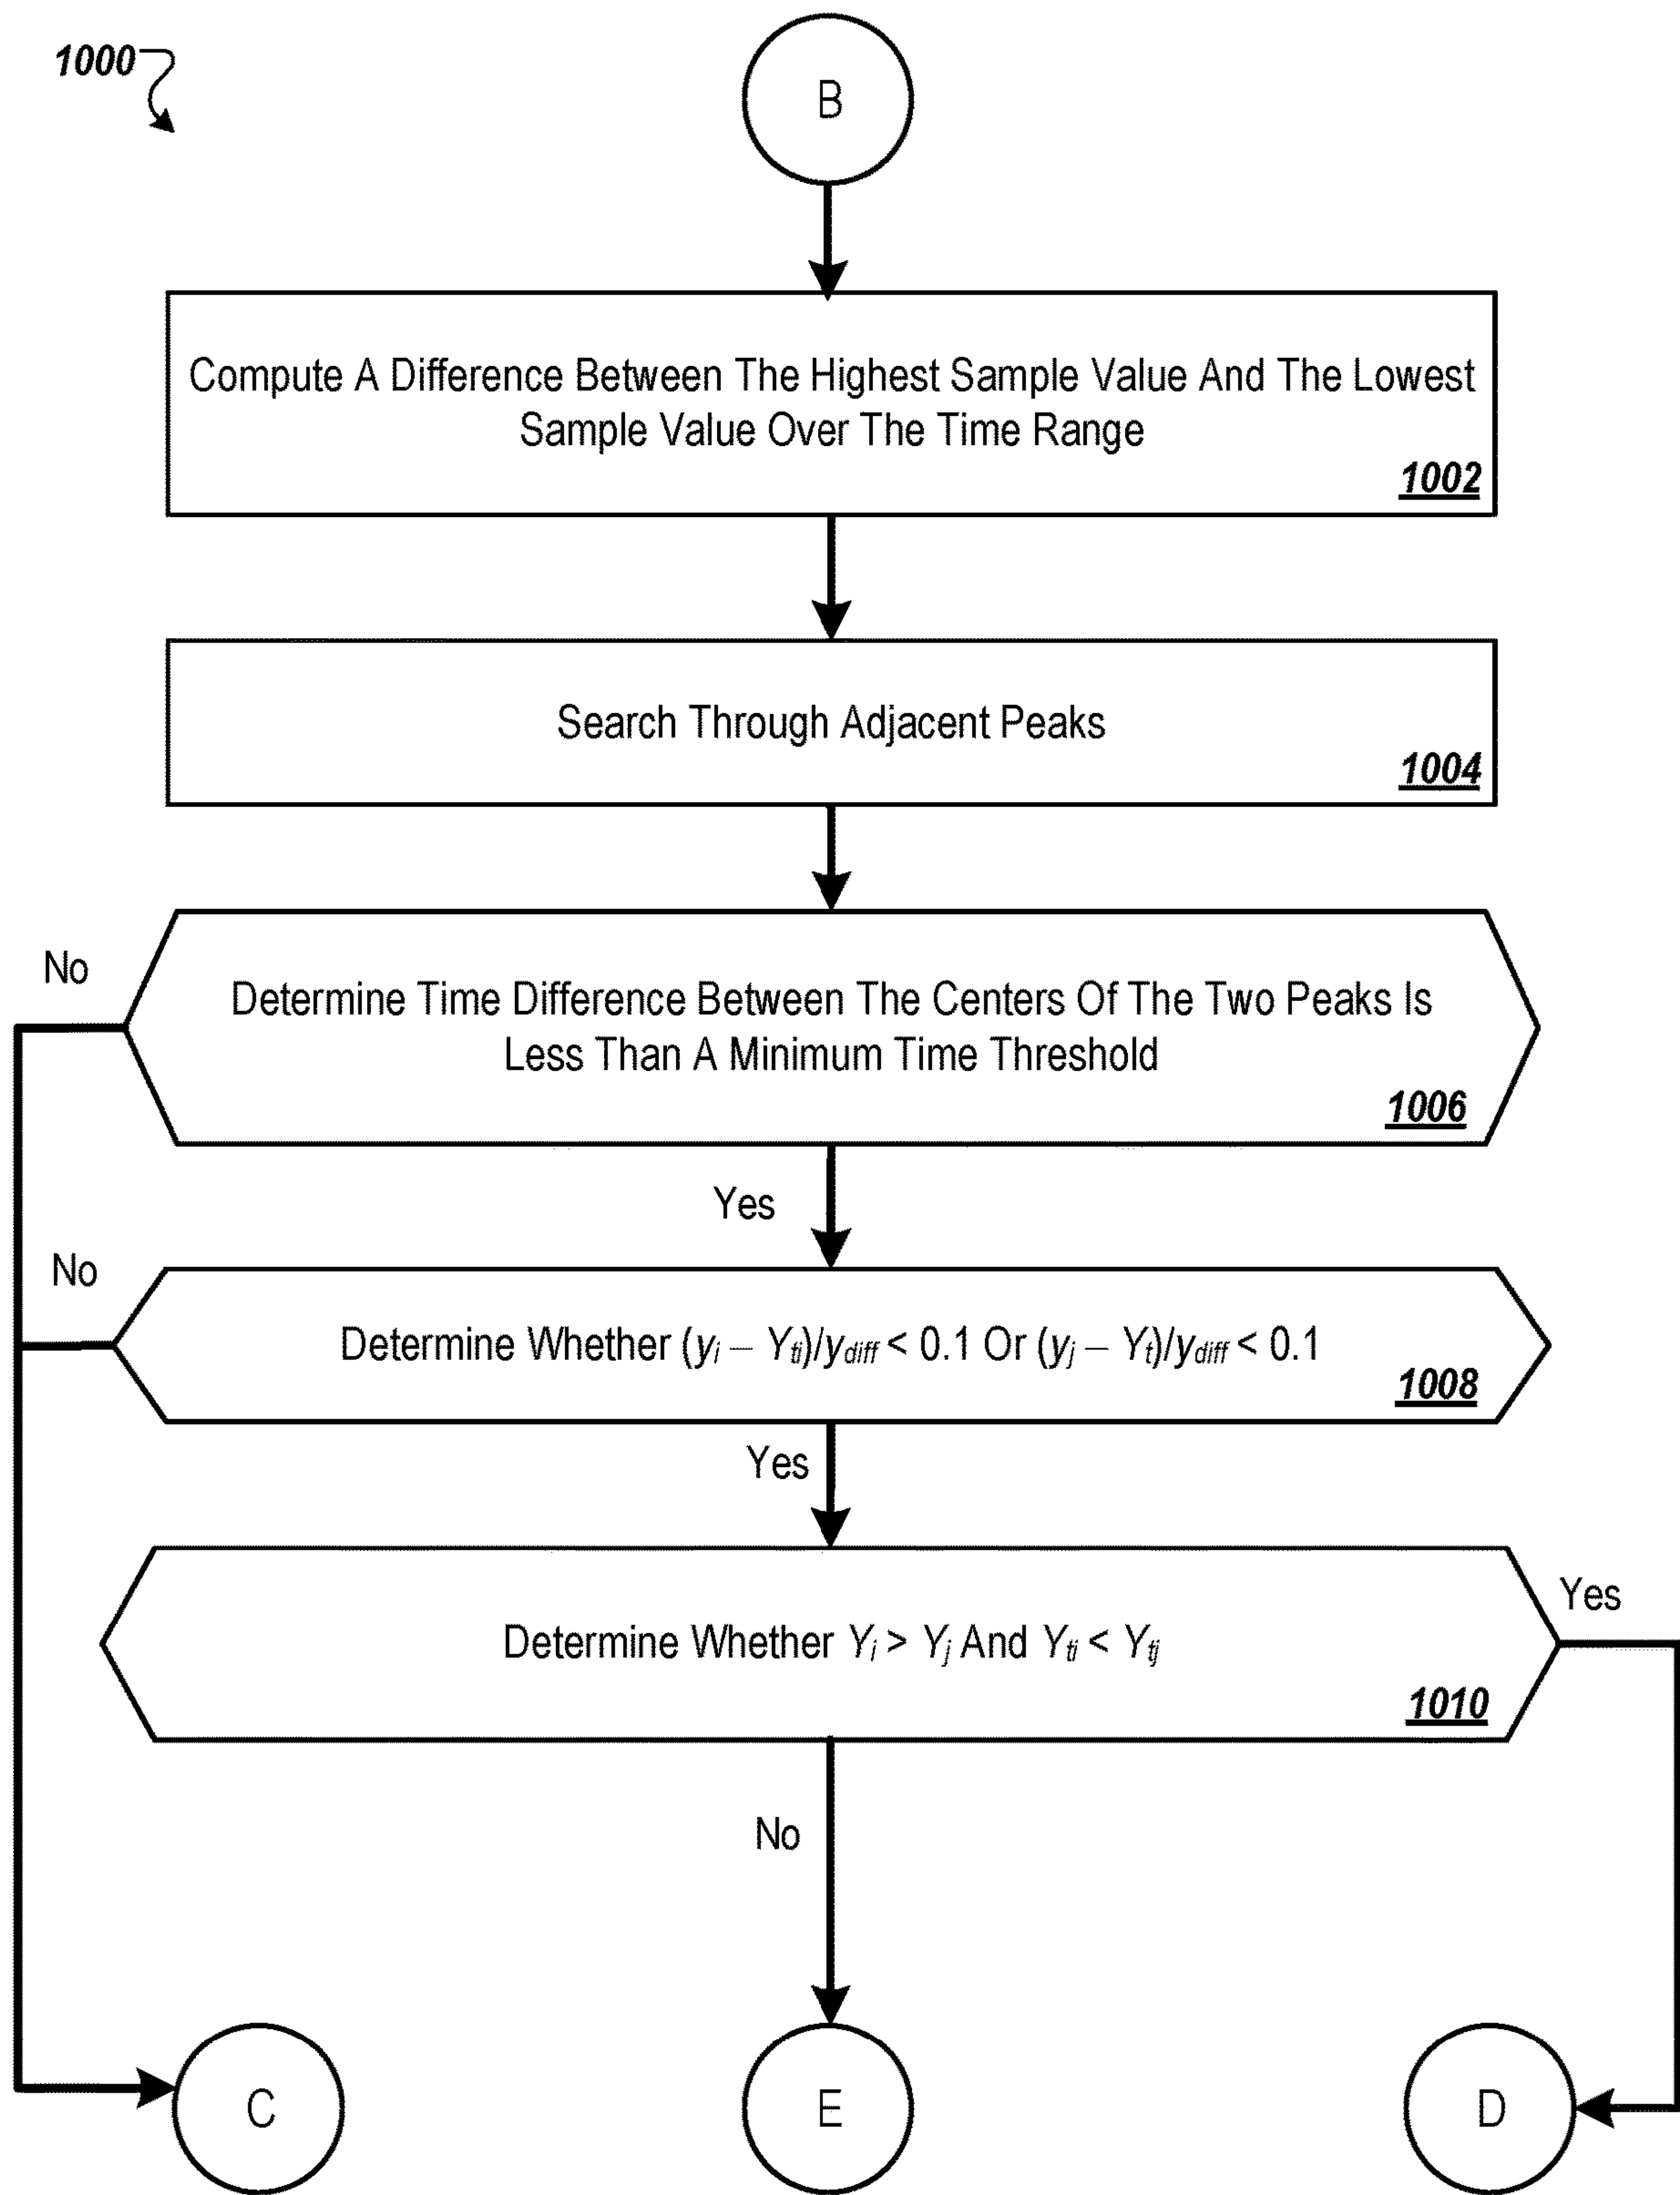 1000
B
Compute A Difference Between The Highest Sample Value And The Lowest
Sample Value Over The Time Range
1002
Search Through Adjacent Peaks
1004
No
Determine Time Difference Between The Centers Of The Two Peaks Is
Less Than A Minimum Time Threshold
1006
Yes
No
Determine Whether (yi – Yti)/ydiff < 0.1 Or (yj – Yt)/ydiff < 0.1
1008
Yes
Yes
Determine Whether Yi > Yj And Yti < Ytj
1010
No
C
E
D